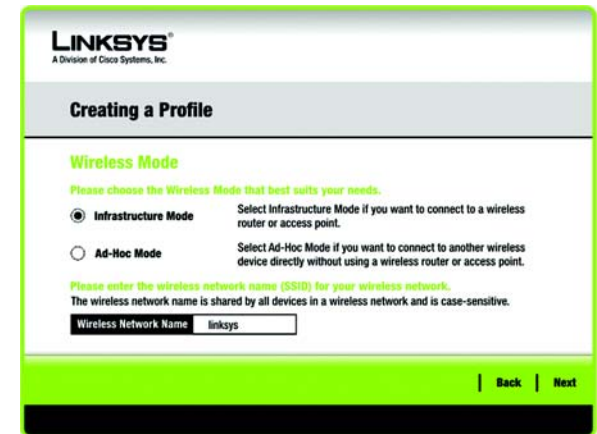 LINKSYS®
A Division of Cisco Systems, Inc.
Creating a Profile
Wireless Mode
Please choose the Wireless Mode that best suits your needs.
Infrastructure Mode
Select Infrastructure Mode if you want to connect to a wireless
router or access point.
Ad-Hoc Mode
Select Ad-Hoc Mode if you want to connect to another wireless
device directly without using a wireless router or access point.
Please enter the wireless network name (SSID) for your wireless network.
The wireless network name is shared by all devices in a wireless network and is case-sensitive.
Wireless Network Name linksys
Back Next